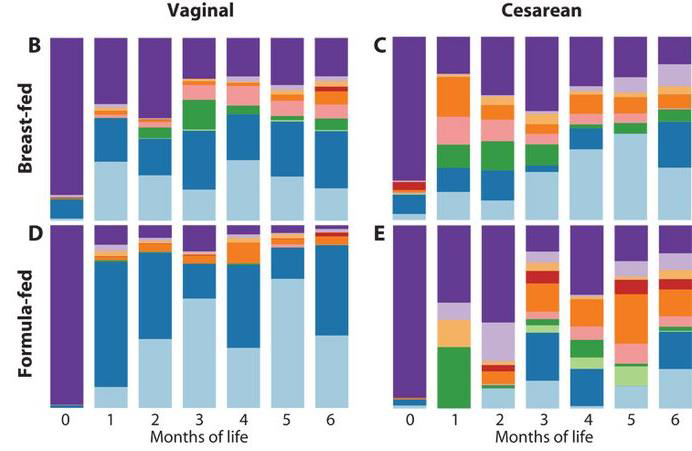 Vaginal
Cesarean
B
C
Breast-fed
D
E
Formula-fed
0 1 2 3 4 5 6
0 1 2 3 4 5 6
Months of life
Months of life